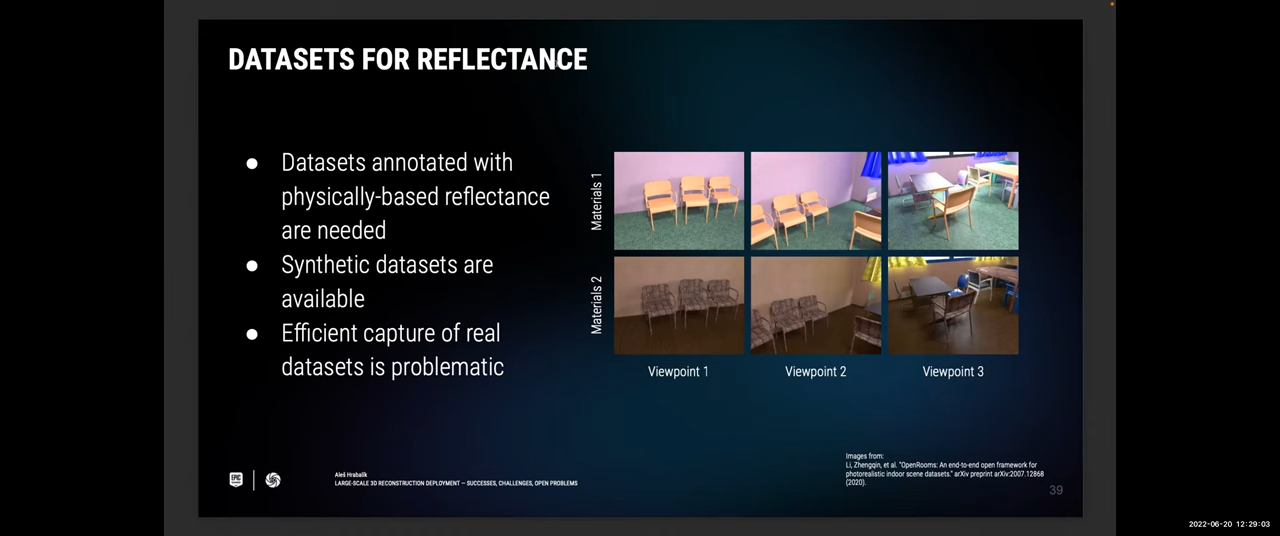 DATASETS FOR REFLECTANCE
● Datasets annotated with
physically-based reflectance
are needed
● Synthetic datasets are
available
● Efficient capture of real
datasets is problematic
Materials 1
Materials 2
Viewpoint 1
Viewpoint 2
Viewpoint 3
Images from:
Li, Zhengqin, et al. "OpenRooms: An end-to-end open framework for
photorealistic indoor scene datasets." arXiv preprint arXiv:2007.12868
(2020).
EPIC
Aleš Hrabalík
LARGE-SCALE 3D RECONSTRUCTION DEPLOYMENT – SUCCESSES, CHALLENGES, OPEN PROBLEMS
39
2022-06-20 12:29:03